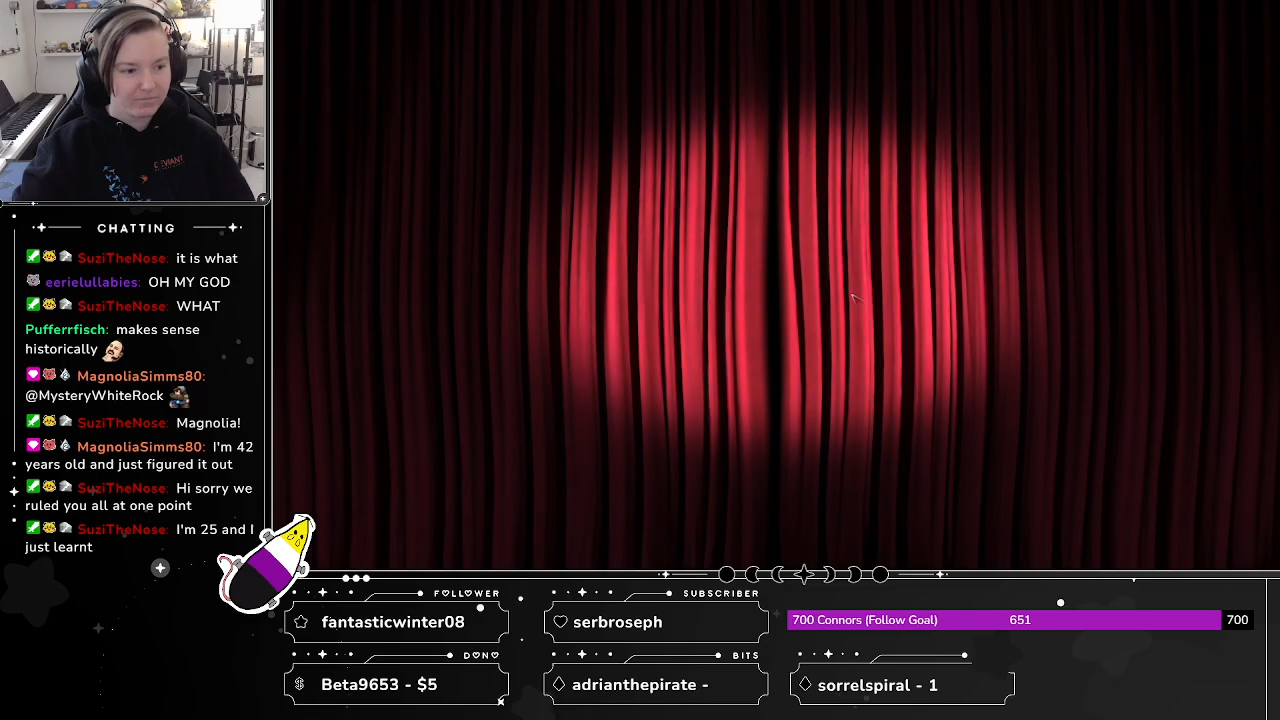 CHATTING
SuziTheNose: it is what
eerielullabies: OH MY GOD
SuziTheNose: WHAT
Pufferrfisch: makes sense
historically
MagnoliaSimms80:
@MysteryWhiteRock
SuziTheNose: Magnolia!
MagnoliaSimms80: I'm 42
years old and just figured it out
SuziTheNose: Hi sorry we
ruled you all at one point
SuziTheNose: I'm 25 and I
just learnt
FOLLOWER
fantasticwinter08
SUBSCRIBER
serbroseph
700 Connors (Follow Goal) 651 700
DONO
Beta9653 - $5
BITS
adrianthepirate -
sorrelspiral - 1